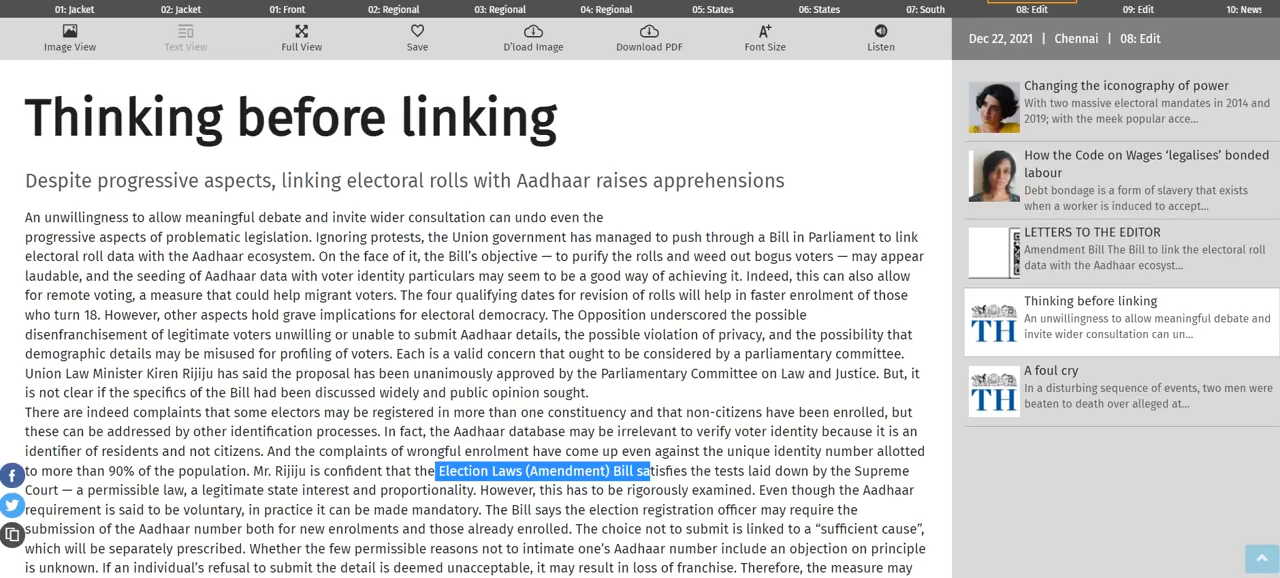 01: Jacket 02: Jacket 01: Front 02: Regional 03: Regional 04: Regional 05: States 06: States 07: South 08: Edit 09: Edit 10: News
Image View Text View Full View Save D'load Image Download PDF Font Size Listen
Dec 22, 2021 | Chennai | 08: Edit
Thinking before linking
Despite progressive aspects, linking electoral rolls with Aadhaar raises apprehensions
An unwillingness to allow meaningful debate and invite wider consultation can undo even the
progressive aspects of problematic legislation. Ignoring protests, the Union government has managed to push through a Bill in Parliament to link
electoral roll data with the Aadhaar ecosystem. On the face of it, the Bill’s objective — to purify the rolls and weed out bogus voters — may appear
laudable, and the seeding of Aadhaar data with voter identity particulars may seem to be a good way of achieving it. Indeed, this can also allow
for remote voting, a measure that could help migrant voters. The four qualifying dates for revision of rolls will help in faster enrolment of those
who turn 18. However, other aspects hold grave implications for electoral democracy. The Opposition underscored the possible
disenfranchisement of legitimate voters unwilling or unable to submit Aadhaar details, the possible violation of privacy, and the possibility that
demographic details may be misused for profiling of voters. Each is a valid concern that ought to be considered by a parliamentary committee.
Union Law Minister Kiren Rijiju has said the proposal has been unanimously approved by the Parliamentary Committee on Law and Justice. But, it
is not clear if the specifics of the Bill had been discussed widely and public opinion sought.
There are indeed complaints that some electors may be registered in more than one constituency and that non-citizens have been enrolled, but
these can be addressed by other identification processes. In fact, the Aadhaar database may be irrelevant to verify voter identity because it is an
identifier of residents and not citizens. And the complaints of wrongful enrolment have come up even against the unique identity number allotted
to more than 90% of the population. Mr. Rijiju is confident that the Election Laws (Amendment) Bill satisfies the tests laid down by the Supreme
Court — a permissible law, a legitimate state interest and proportionality. However, this has to be rigorously examined. Even though the Aadhaar
requirement is said to be voluntary, in practice it can be made mandatory. The Bill says the election registration officer may require the
submission of the Aadhaar number both for new enrolments and those already enrolled. The choice not to submit is linked to a “sufficient cause”,
which will be separately prescribed. Whether the few permissible reasons not to intimate one’s Aadhaar number include an objection on principle
is unknown. If an individual’s refusal to submit the detail is deemed unacceptable, it may result in loss of franchise. Therefore, the measure may
Changing the iconography of power
With two massive electoral mandates in 2014 and
2019; with the meek popular acce...
How the Code on Wages ‘legalises’ bonded
labour
Debt bondage is a form of slavery that exists
when a worker is induced to accept...
LETTERS TO THE EDITOR
Amendment Bill The Bill to link the electoral roll
data with the Aadhaar ecosyst...
Thinking before linking
An unwillingness to allow meaningful debate and
invite wider consultation can un...
TH
A foul cry
In a disturbing sequence of events, two men were
beaten to death over alleged at...
TH